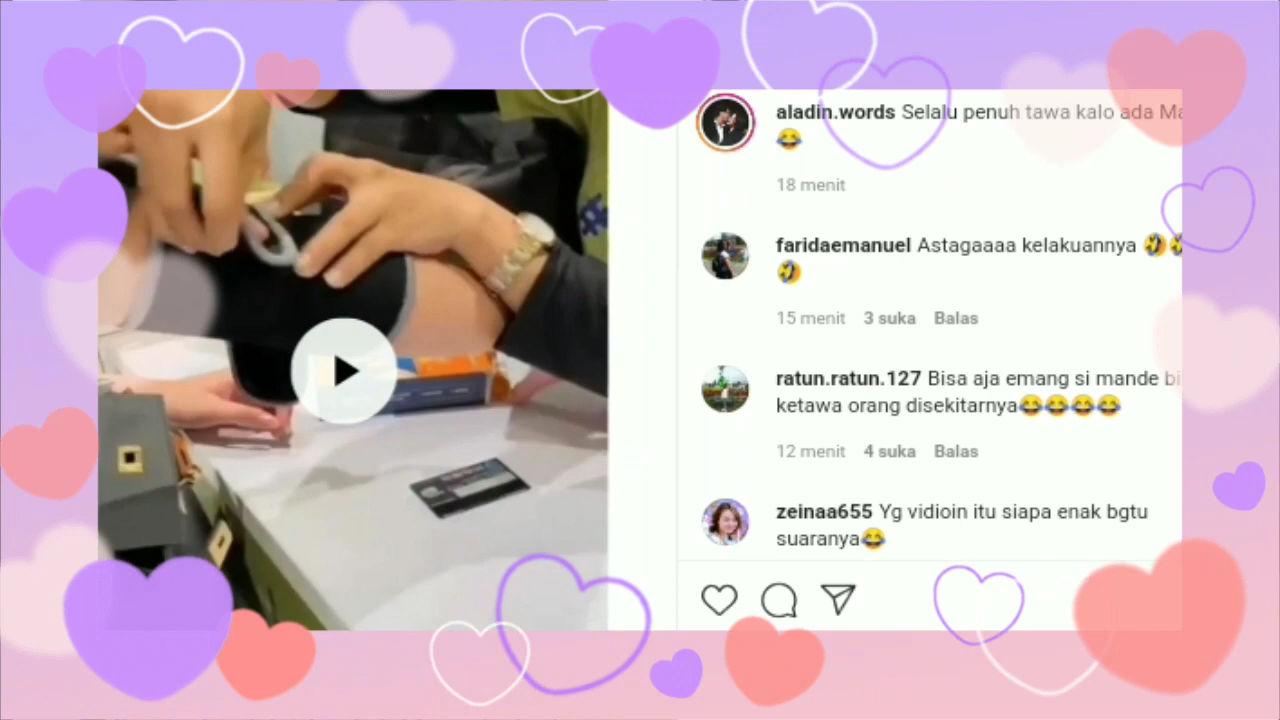 aladin.words Selalu penuh tawa kalo ada
😂
18 menit
faridaemanuel Astagaaaa kelakuannya 🤣🤣
🤣
15 menit 3 suka Balas
ratun.ratun.127 Bisa aja emang si mande
ketawa orang disekitarnya😂😂😂😂
12 menit 4 suka Balas
zeinaa655 Yg vidioin itu siapa enak bgtu
suaranya😂